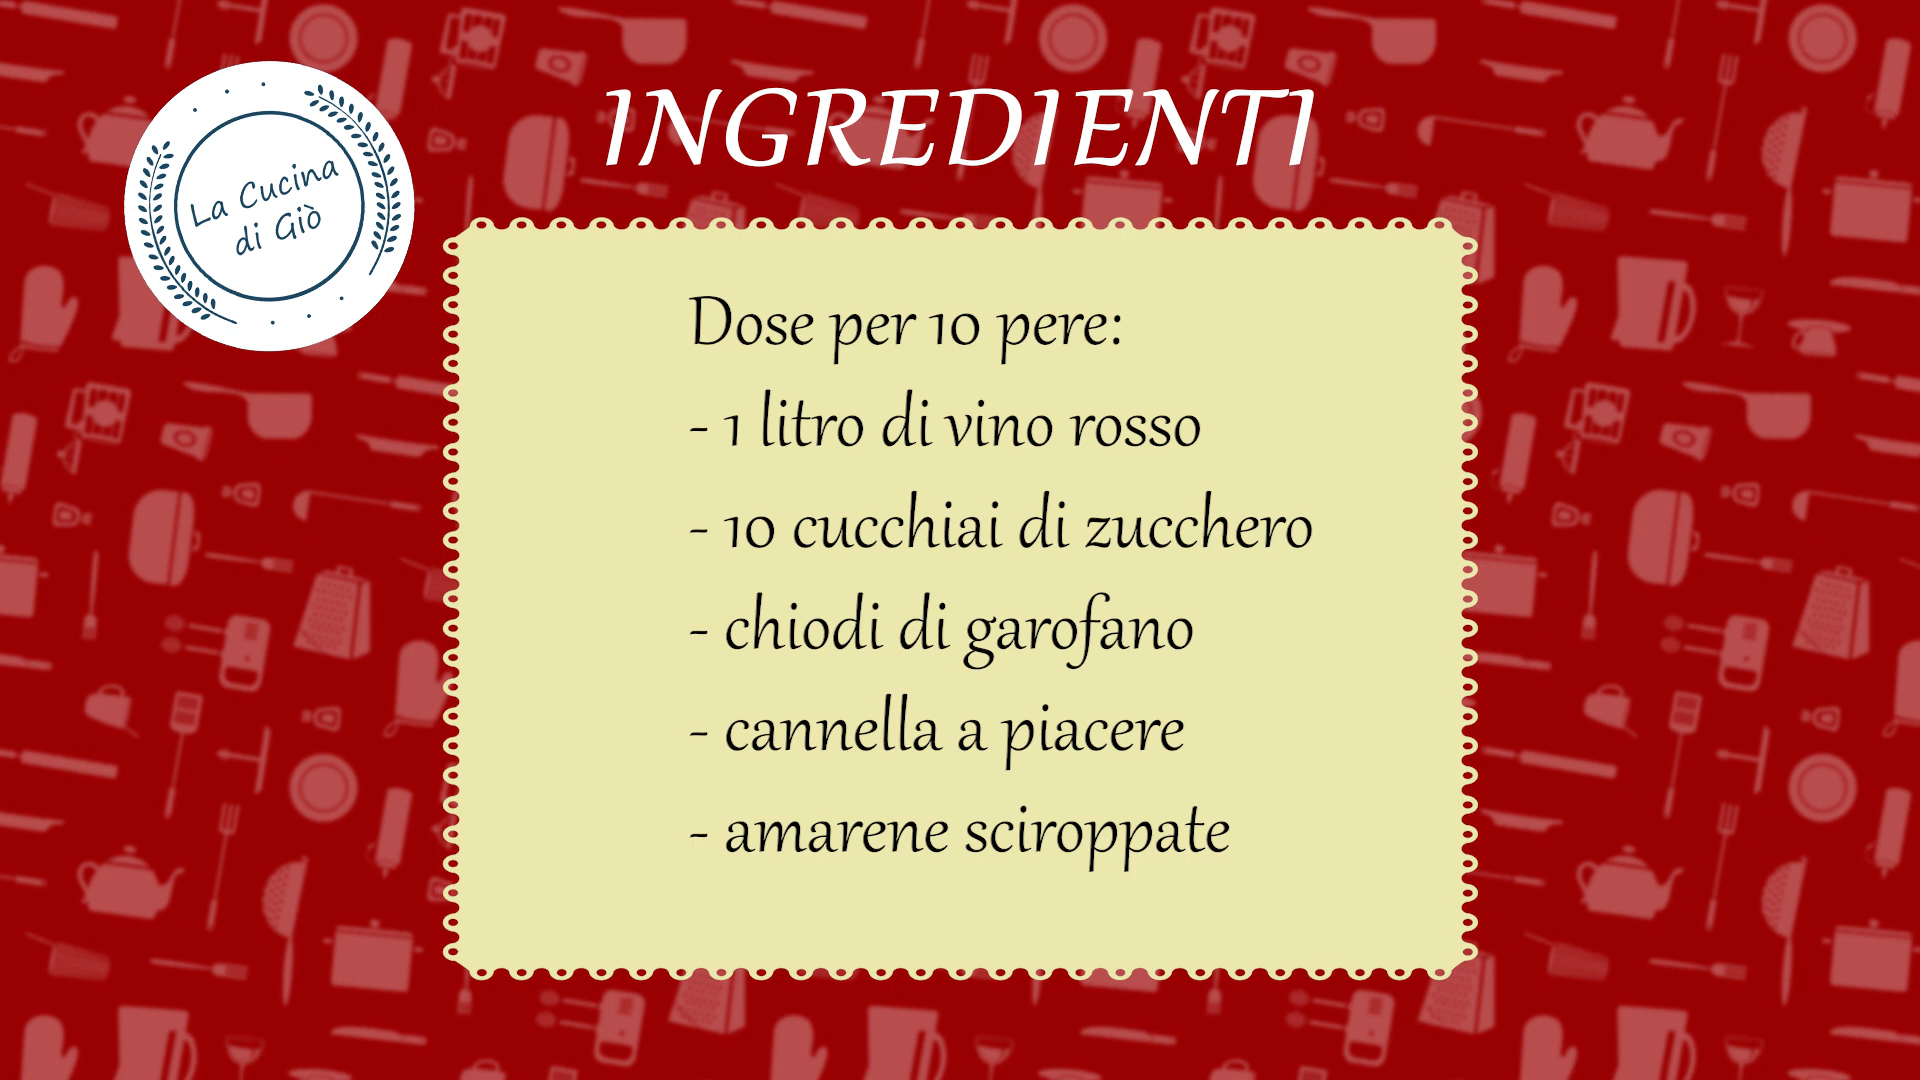 La Cucina
di Giò
INGREDIENTI
Dose per 10 pere:
- 1 litro di vino rosso
- 10 cucchiai di zucchero
- chiodi di garofano
- cannella a piacere
- amarene sciroppate